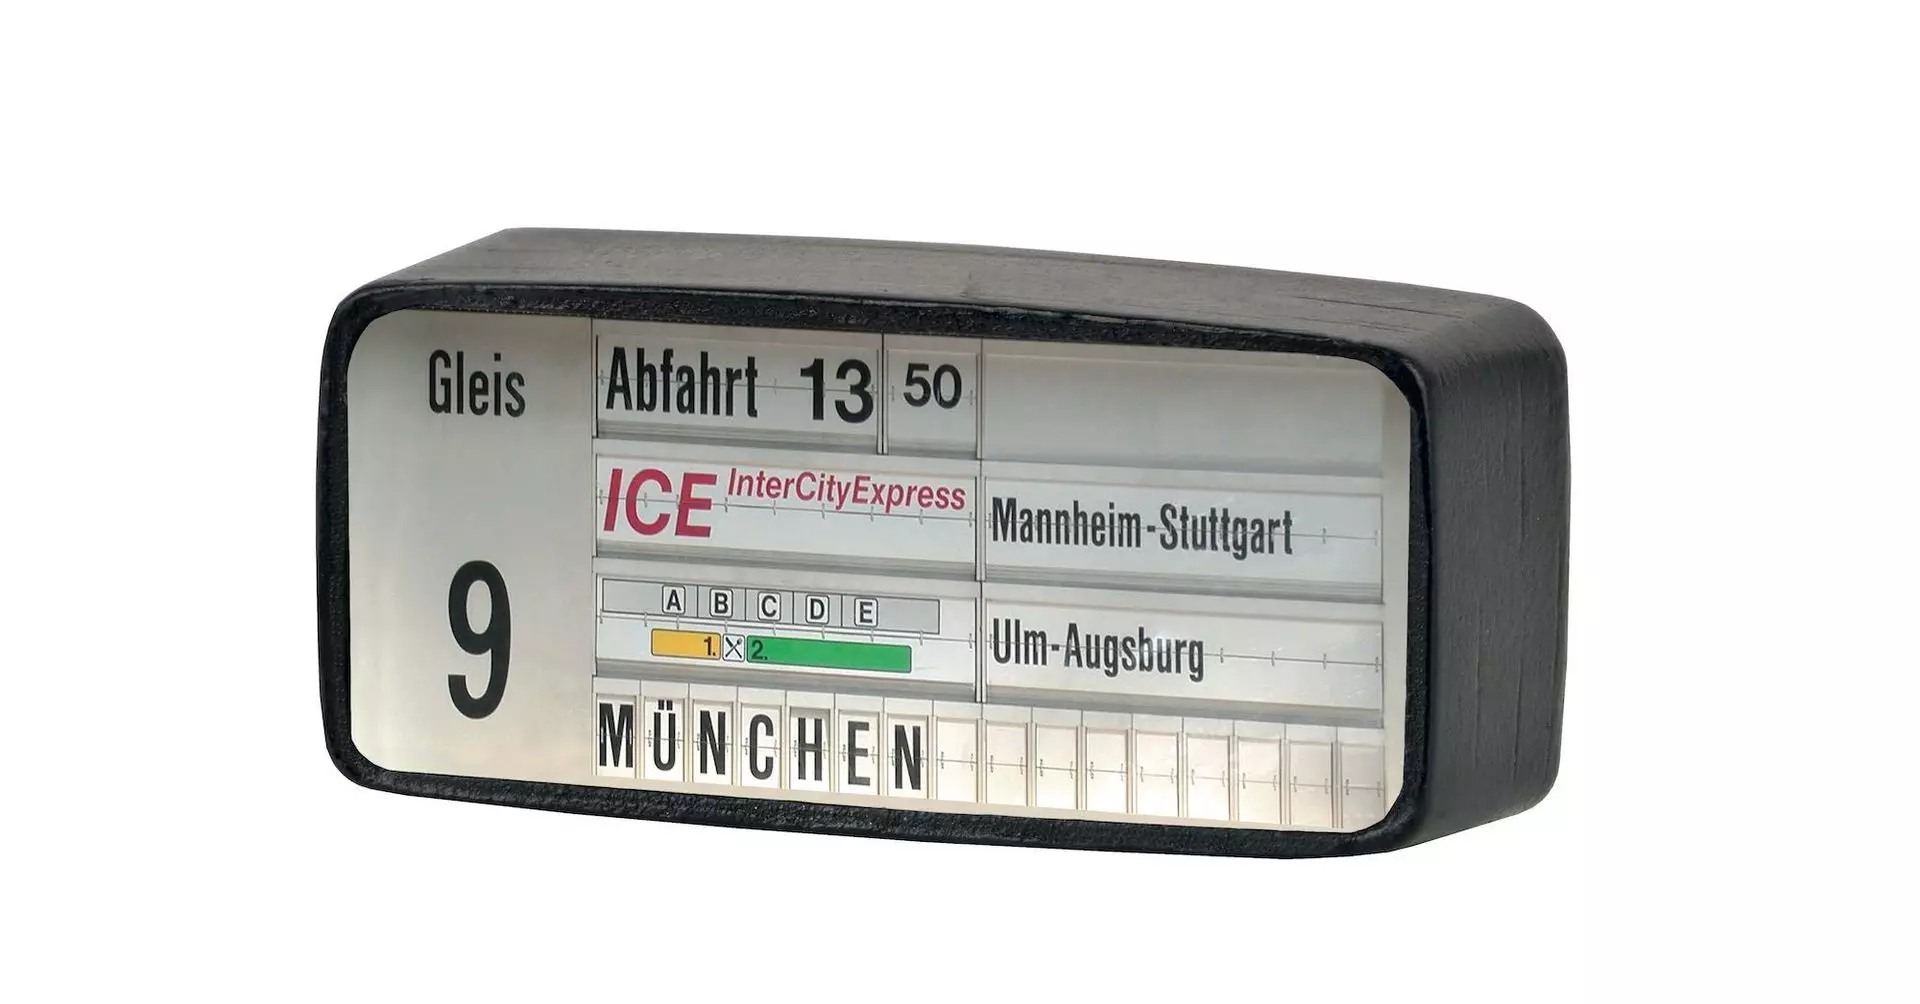 Gleis
9
Abfahrt 13 50
ICE InterCityExpress
Mannheim-Stuttgart
A B C D E
1. 2.
Ulm-Augsburg
MÜNCHEN